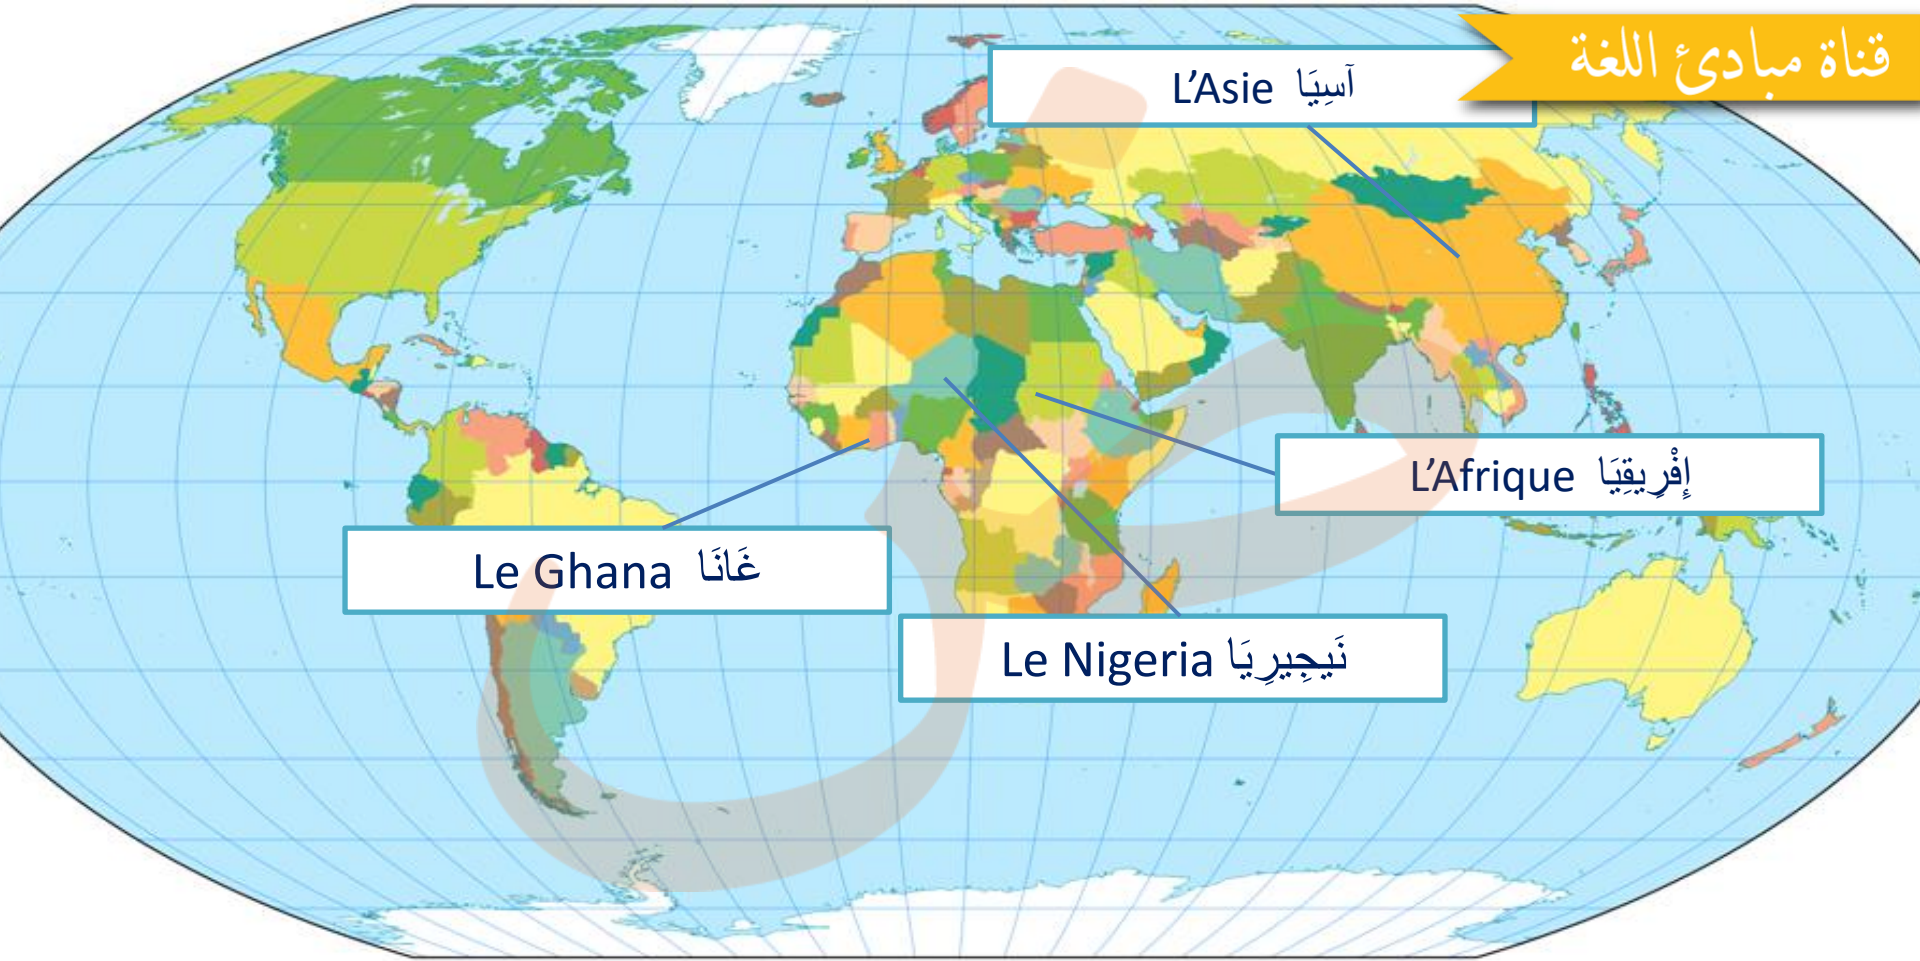 قناة مبادئ اللغة
L’Asie آسِيَا
L’Afrique إِفْرِيقِيَا
Le Ghana غَانَا
Le Nigeria نَيجِيرِيَا